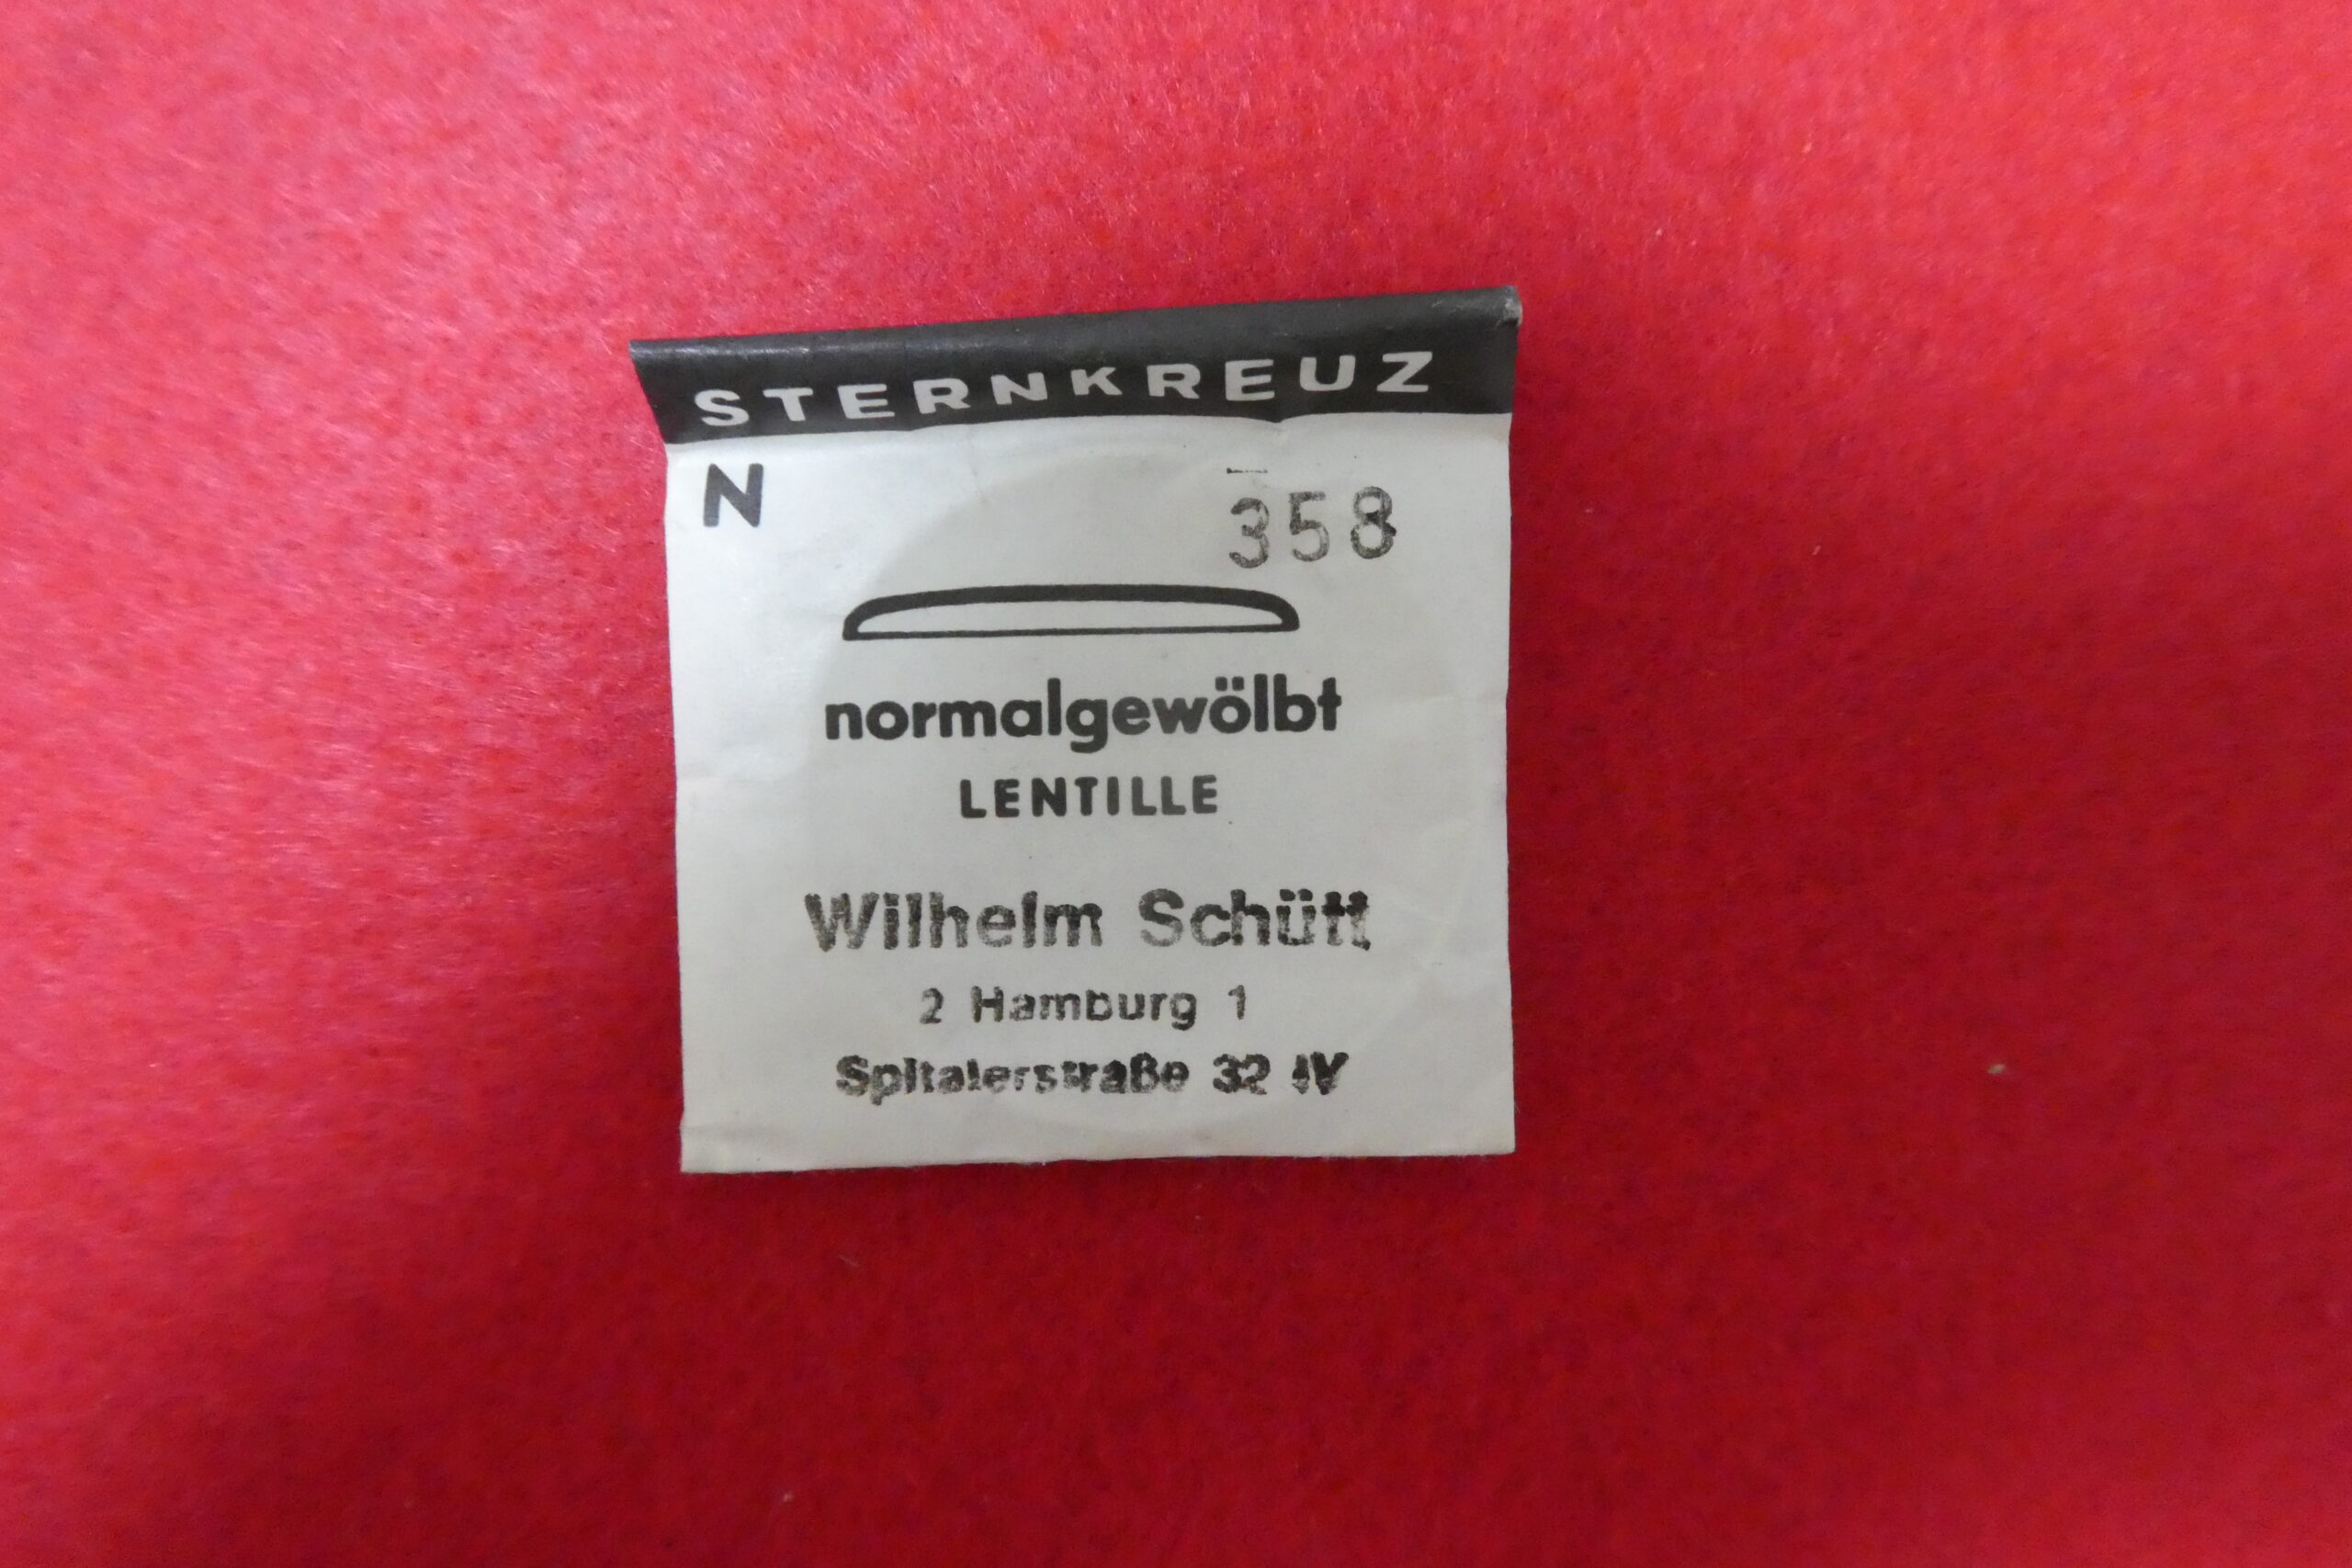 STERNKREUZ
N 358
normalgewölbt
LENTILLE
Wilhelm Schütt
2 Hamburg 1
Spitalerstraße 32 IV